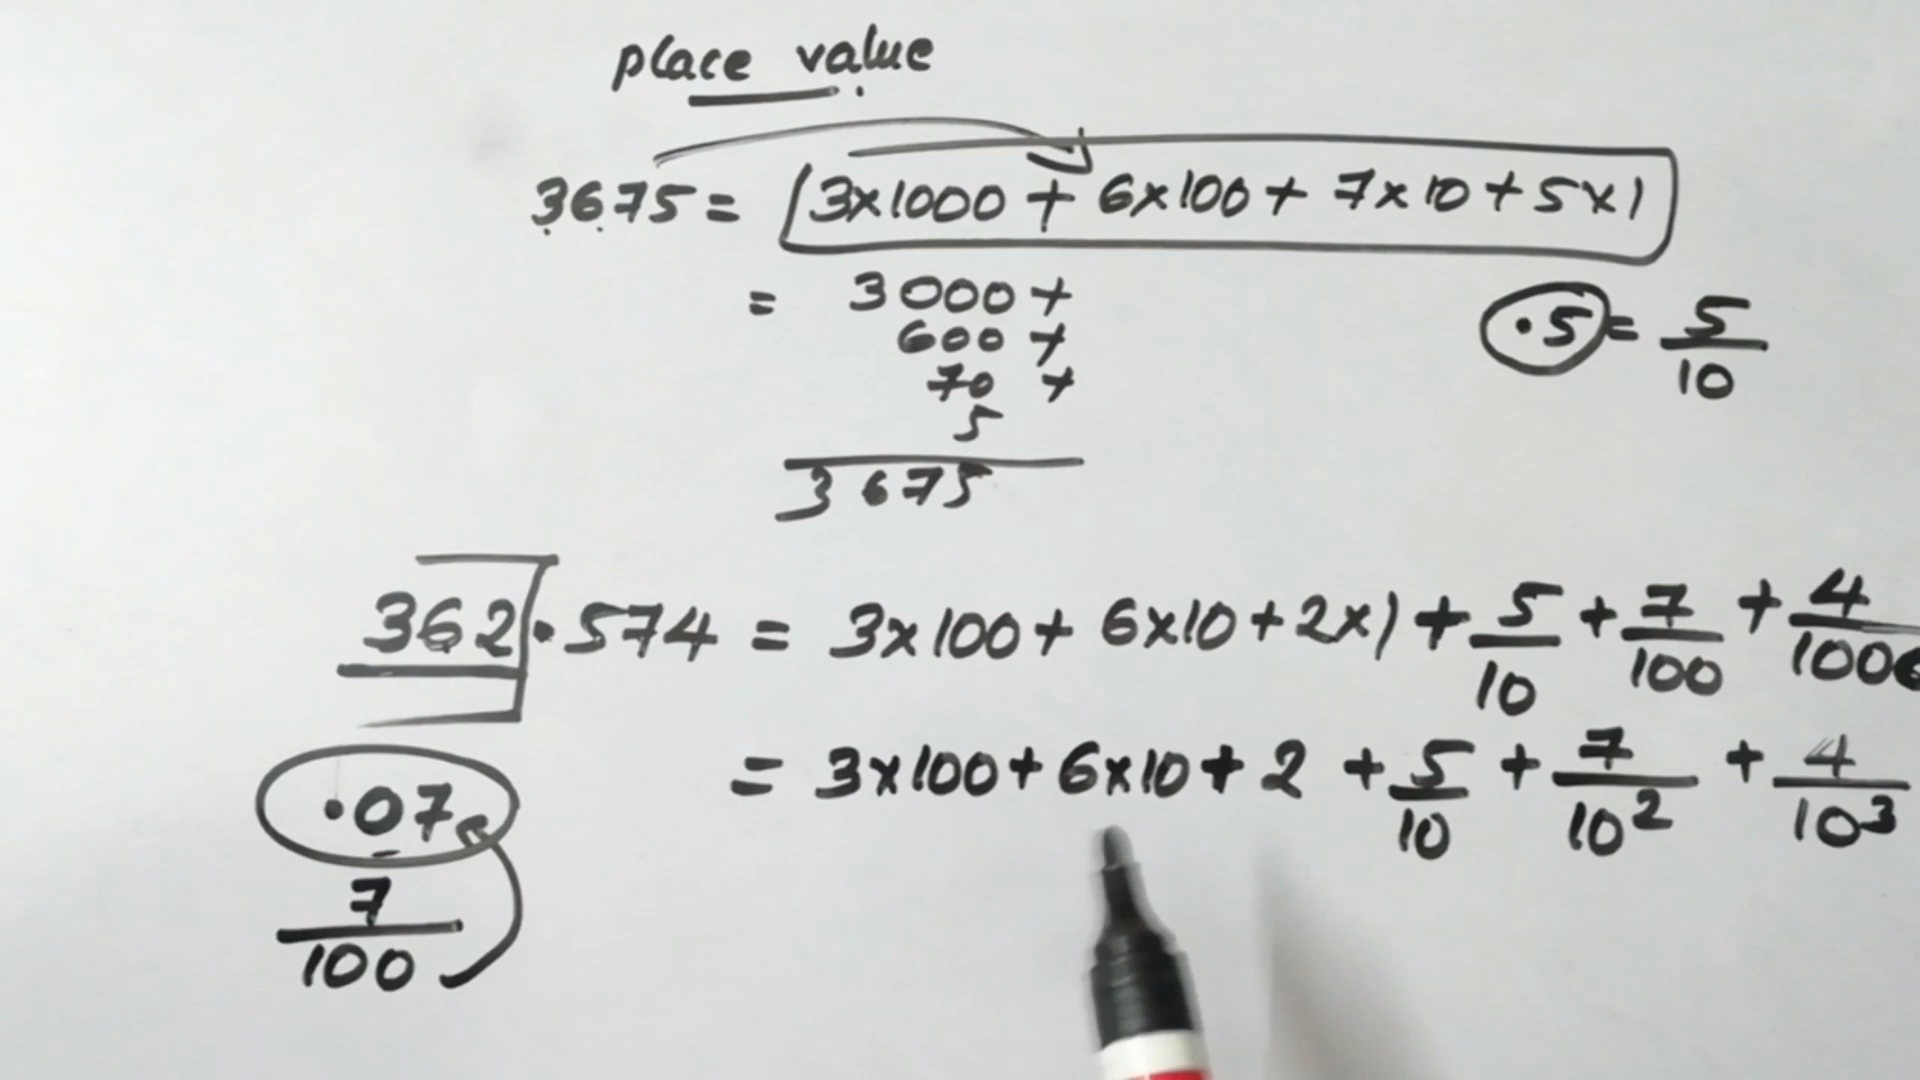 place value
3675 = 3x1000 + 6x100 + 7x10 + 5x1
= 3000 +
600 +
70 +
5
3675
.5 = 5/10
362.574 = 3x100 + 6x10 + 2x1 + 5/10 + 7/100 + 4/1000
= 3x100 + 6x10 + 2 + 5/10 + 7/10² + 4/10³
.07
7/100